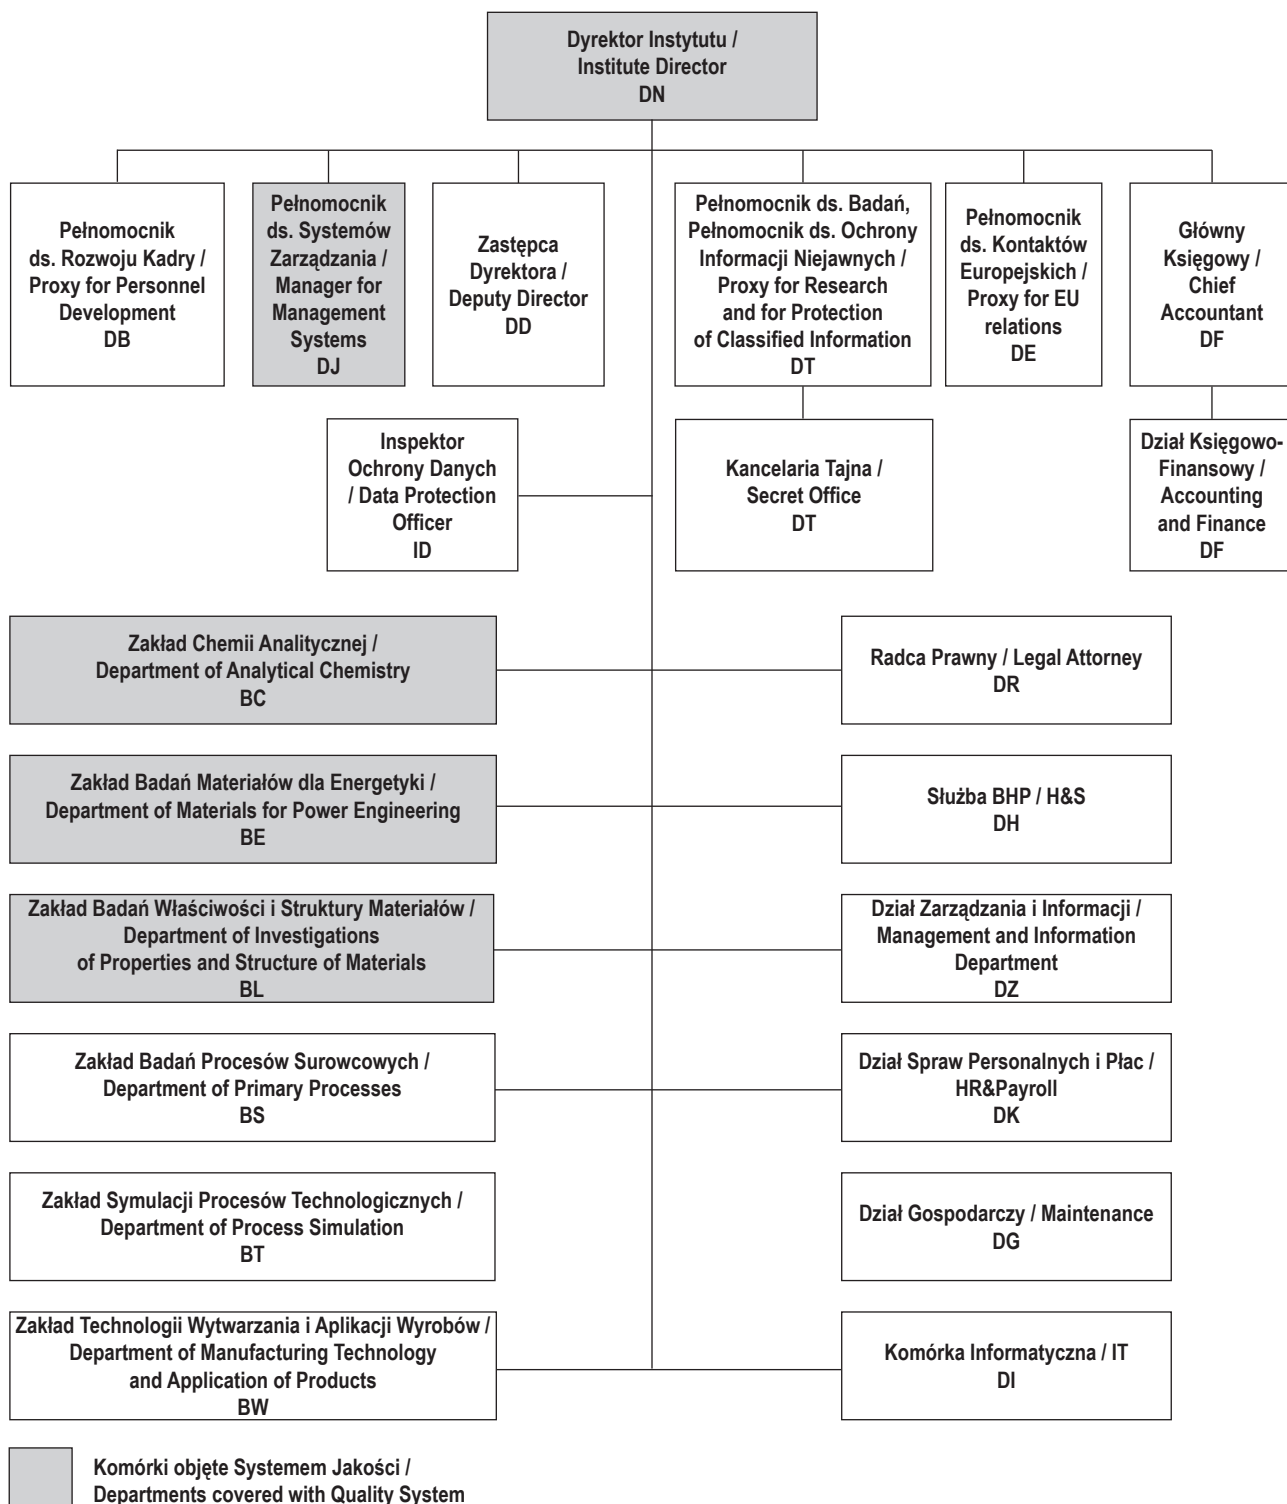 Dyrektor Instytutu /
Institute Director
DN
Pełnomocnik
ds. Rozwoju Kadry /
Proxy for Personnel
Development
DB
Pełnomocnik
ds. Systemów
Zarządzania /
Manager for
Management
Systems
DJ
Zastępca
Dyrektora /
Deputy Director
DD
Pełnomocnik ds. Badań,
Pełnomocnik ds. Ochrony
Informacji Niejawnych /
Proxy for Research
and for Protection
of Classified Information
DT
Pełnomocnik
ds. Kontaktów
Europejskich /
Proxy for EU
relations
DE
Główny
Księgowy /
Chief
Accountant
DF
Inspektor
Ochrony Danych
/ Data Protection
Officer
ID
Kancelaria Tajna /
Secret Office
DT
Dział Księgowo-
Finansowy /
Accounting
and Finance
DF
Zakład Chemii Analitycznej /
Department of Analytical Chemistry
BC
Radca Prawny / Legal Attorney
DR
Zakład Badań Materiałów dla Energetyki /
Department of Materials for Power Engineering
BE
Służba BHP / H&S
DH
Zakład Badań Właściwości i Struktury Materiałów /
Department of Investigations
of Properties and Structure of Materials
BL
Dział Zarządzania i Informacji /
Management and Information
Department
DZ
Zakład Badań Procesów Surowcowych /
Department of Primary Processes
BS
Dział Spraw Personalnych i Płac /
HR&Payroll
DK
Zakład Symulacji Procesów Technologicznych /
Department of Process Simulation
BT
Dział Gospodarczy / Maintenance
DG
Zakład Technologii Wytwarzania i Aplikacji Wyrobów /
Department of Manufacturing Technology
and Application of Products
BW
Komórka Informatyczna / IT
DI
Komórki objęte Systemem Jakości /
Departments covered with Quality System